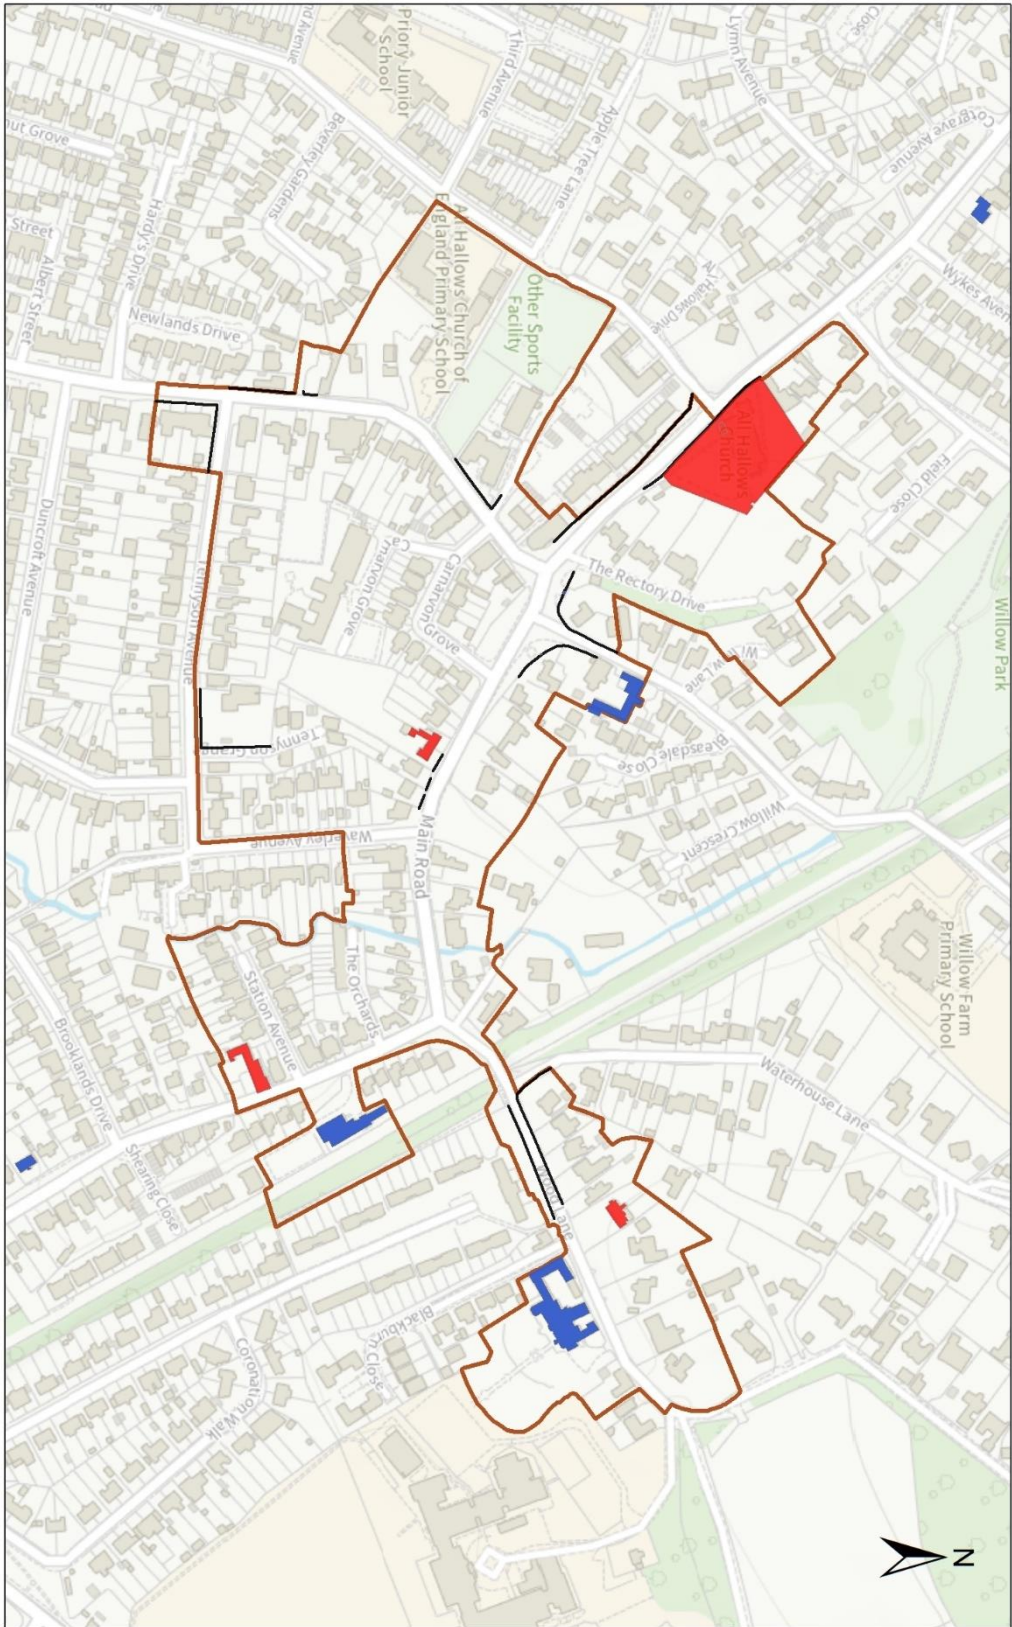 Priory Junior
School
Third Avenue
Lynn Avenue
Close
Cotgrave Avenue
Apple Tree Lane
Beverley Gardens
Hardy's Drive
Street
Albert Street
Newlands Drive
All Hallows Church of
England Primary School
Other Sports
Facility
All Hallows Drive
Wykes Aven
All Hallows
Church
Field Close
Willow Park
The Rectory Drive
Willow Lane
Carnarvon Grove
Carnarvon Grove
Duncroft Avenue
Tennyson Avenue
Tennyson Grange
Bleasdale Close
Willow Crescent
Waverley Avenue
Main Road
Willow Farm
Primary School
The Orchards
Station Avenue
Brooklands Drive
Shearing Close
Waterhouse Lane
Wood Lane
Blackburn Close
Coronation Walk
N